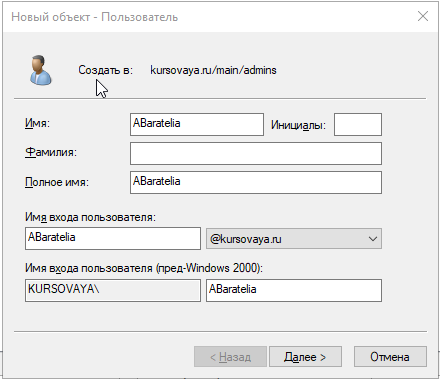 Новый объект - Пользователь
Создать в: kursovaya.ru/main/admins
Имя: ABaratelia Инициалы:
Фамилия:
Полное имя: ABaratelia
Имя входа пользователя:
ABaratelia @kursovaya.ru
Имя входа пользователя (пред-Windows 2000):
KURSOVAYA\ ABaratelia
< Назад Далее > Отмена